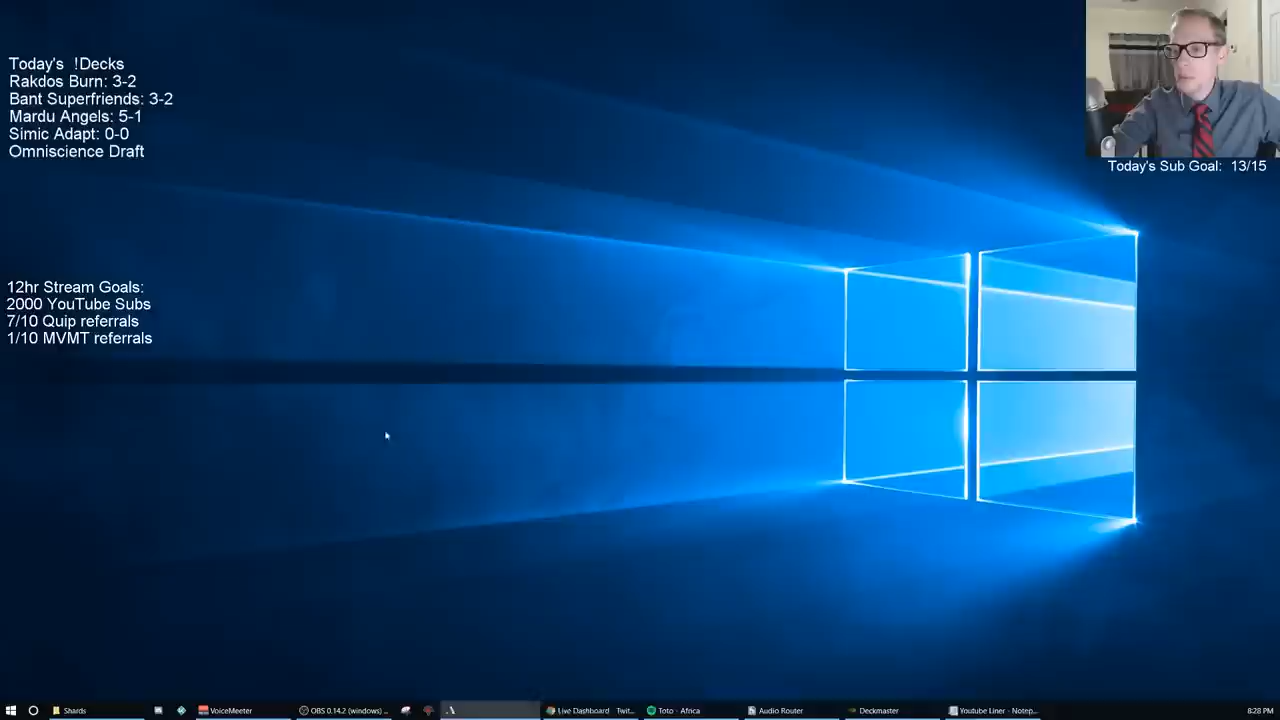 Today's !Decks
Rakdos Burn: 3-2
Bant Superfriends: 3-2
Mardu Angels: 5-1
Simic Adapt: 0-0
Omniscience Draft
Today's Sub Goal: 13/15
12hr Stream Goals:
2000 YouTube Subs
7/10 Quip referrals
1/10 MVMT referrals
Shards
VoiceMeeter
OBS 0.14.2 (windows) ...
Live Dashboard - Twit...
Toto - Africa
Audio Router
Deckmaster
Youtube Liner - Notep...
8:28 PM